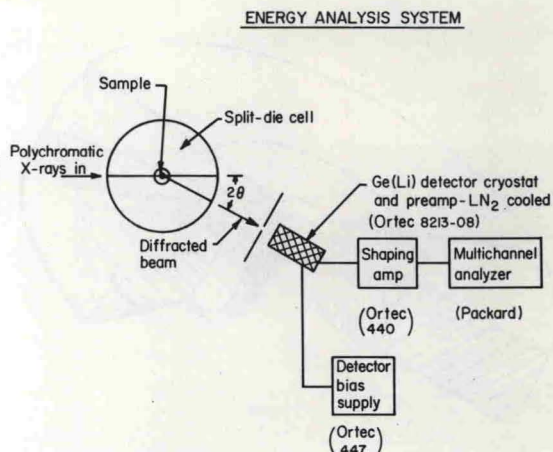 ENERGY ANALYSIS SYSTEM
Sample
Split-die cell
Polychromatic
X-rays in
2θ
Diffracted
beam
Ge(Li) detector cryostat
and preamp-LN₂ cooled
(Ortec 8213-08)
Shaping
amp
Multichannel
analyzer
(Ortec
440)
(Packard)
Detector
bias
supply
(Ortec
447)